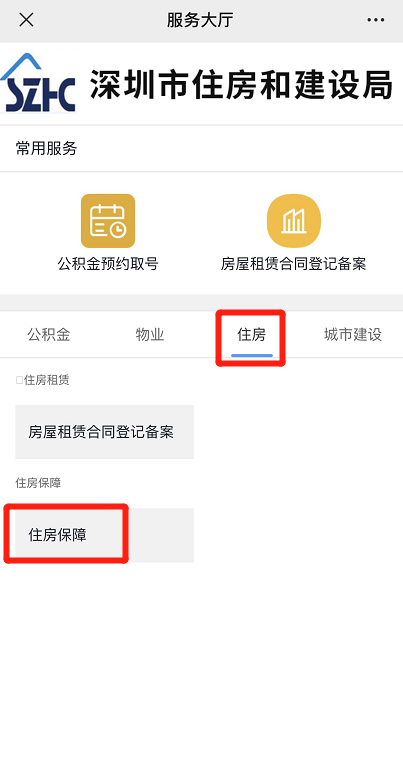 服务大厅
SZHC 深圳市住房和建设局
常用服务
公积金预约取号 房屋租赁合同登记备案
公积金 物业 住房 城市建设
住房租赁
房屋租赁合同登记备案
住房保障
住房保障